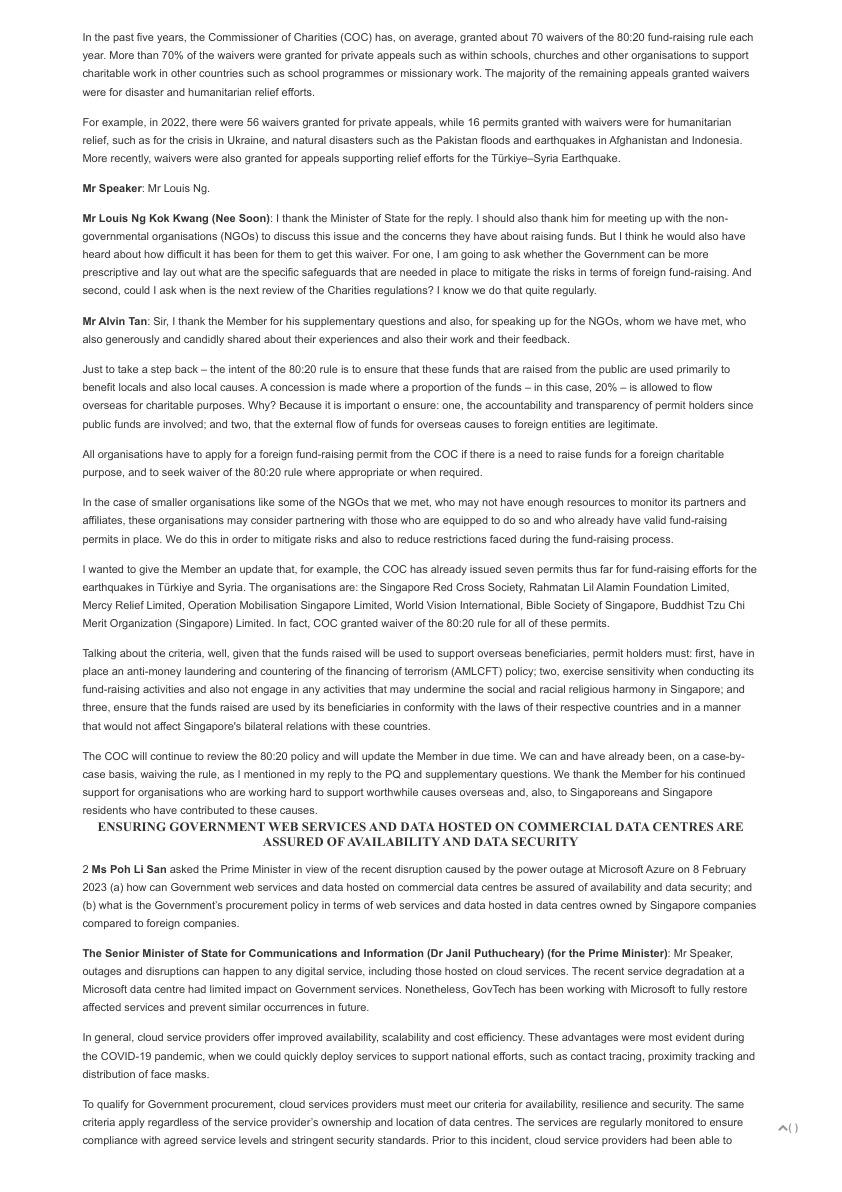 In the past five years, the Commissioner of Charities (COC) has, on average, granted about 70 waivers of the 80:20 fund-raising rule each
year. More than 70% of the waivers were granted for private appeals such as within schools, churches and other organisations to support
charitable work in other countries such as school programmes or missionary work. The majority of the remaining appeals granted waivers
were for disaster and humanitarian relief efforts.
For example, in 2022, there were 56 waivers granted for private appeals, while 16 permits granted with waivers were for humanitarian
relief, such as for the crisis in Ukraine, and natural disasters such as the Pakistan floods and earthquakes in Afghanistan and Indonesia.
More recently, waivers were also granted for appeals supporting relief efforts for the Türkiye–Syria Earthquake.
Mr Speaker: Mr Louis Ng.
Mr Louis Ng Kok Kwang (Nee Soon): I thank the Minister of State for the reply. I should also thank him for meeting up with the non-
governmental organisations (NGOs) to discuss this issue and the concerns they have about raising funds. But I think he would also have
heard about how difficult it has been for them to get this waiver. For one, I am going to ask whether the Government can be more
prescriptive and lay out what are the specific safeguards that are needed in place to mitigate the risks in terms of foreign fund-raising. And
second, could I ask when is the next review of the Charities regulations? I know we do that quite regularly.
Mr Alvin Tan: Sir, I thank the Member for his supplementary questions and also, for speaking up for the NGOs, whom we have met, who
also generously and candidly shared about their experiences and also their work and their feedback.
Just to take a step back – the intent of the 80:20 rule is to ensure that these funds that are raised from the public are used primarily to
benefit locals and also local causes. A concession is made where a proportion of the funds – in this case, 20% – is allowed to flow
overseas for charitable purposes. Why? Because it is important o ensure: one, the accountability and transparency of permit holders since
public funds are involved; and two, that the external flow of funds for overseas causes to foreign entities are legitimate.
All organisations have to apply for a foreign fund-raising permit from the COC if there is a need to raise funds for a foreign charitable
purpose, and to seek waiver of the 80:20 rule where appropriate or when required.
In the case of smaller organisations like some of the NGOs that we met, who may not have enough resources to monitor its partners and
affiliates, these organisations may consider partnering with those who are equipped to do so and who already have valid fund-raising
permits in place. We do this in order to mitigate risks and also to reduce restrictions faced during the fund-raising process.
I wanted to give the Member an update that, for example, the COC has already issued seven permits thus far for fund-raising efforts for the
earthquakes in Türkiye and Syria. The organisations are: the Singapore Red Cross Society, Rahmatan Lil Alamin Foundation Limited,
Mercy Relief Limited, Operation Mobilisation Singapore Limited, World Vision International, Bible Society of Singapore, Buddhist Tzu Chi
Merit Organization (Singapore) Limited. In fact, COC granted waiver of the 80:20 rule for all of these permits.
Talking about the criteria, well, given that the funds raised will be used to support overseas beneficiaries, permit holders must: first, have in
place an anti-money laundering and countering of the financing of terrorism (AMLCFT) policy; two, exercise sensitivity when conducting its
fund-raising activities and also not engage in any activities that may undermine the social and racial religious harmony in Singapore; and
three, ensure that the funds raised are used by its beneficiaries in conformity with the laws of their respective countries and in a manner
that would not affect Singapore's bilateral relations with these countries.
The COC will continue to review the 80:20 policy and will update the Member in due time. We can and have already been, on a case-by-
case basis, waiving the rule, as I mentioned in my reply to the PQ and supplementary questions. We thank the Member for his continued
support for organisations who are working hard to support worthwhile causes overseas and, also, to Singaporeans and Singapore
residents who have contributed to these causes.
ENSURING GOVERNMENT WEB SERVICES AND DATA HOSTED ON COMMERCIAL DATA CENTRES ARE
ASSURED OF AVAILABILITY AND DATA SECURITY
2 Ms Poh Li San asked the Prime Minister in view of the recent disruption caused by the power outage at Microsoft Azure on 8 February
2023 (a) how can Government web services and data hosted on commercial data centres be assured of availability and data security; and
(b) what is the Government’s procurement policy in terms of web services and data hosted in data centres owned by Singapore companies
compared to foreign companies.
The Senior Minister of State for Communications and Information (Dr Janil Puthucheary) (for the Prime Minister): Mr Speaker,
outages and disruptions can happen to any digital service, including those hosted on cloud services. The recent service degradation at a
Microsoft data centre had limited impact on Government services. Nonetheless, GovTech has been working with Microsoft to fully restore
affected services and prevent similar occurrences in future.
In general, cloud service providers offer improved availability, scalability and cost efficiency. These advantages were most evident during
the COVID-19 pandemic, when we could quickly deploy services to support national efforts, such as contact tracing, proximity tracking and
distribution of face masks.
To qualify for Government procurement, cloud services providers must meet our criteria for availability, resilience and security. The same
criteria apply regardless of the service provider’s ownership and location of data centres. The services are regularly monitored to ensure
compliance with agreed service levels and stringent security standards. Prior to this incident, cloud service providers had been able to
( )